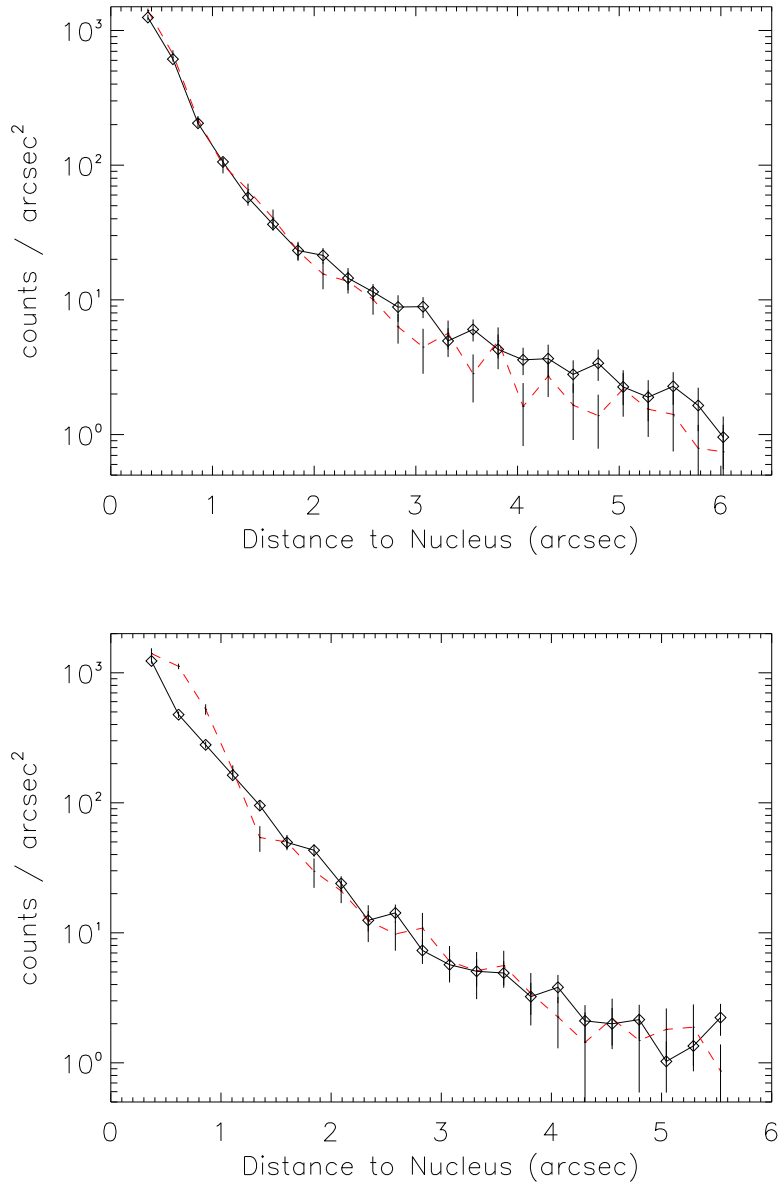 10³
10²
10¹
10⁰
counts / arcsec²
0 1 2 3 4 5 6
Distance to Nucleus (arcsec)
10³
10²
10¹
10⁰
counts / arcsec²
0 1 2 3 4 5 6
Distance to Nucleus (arcsec)